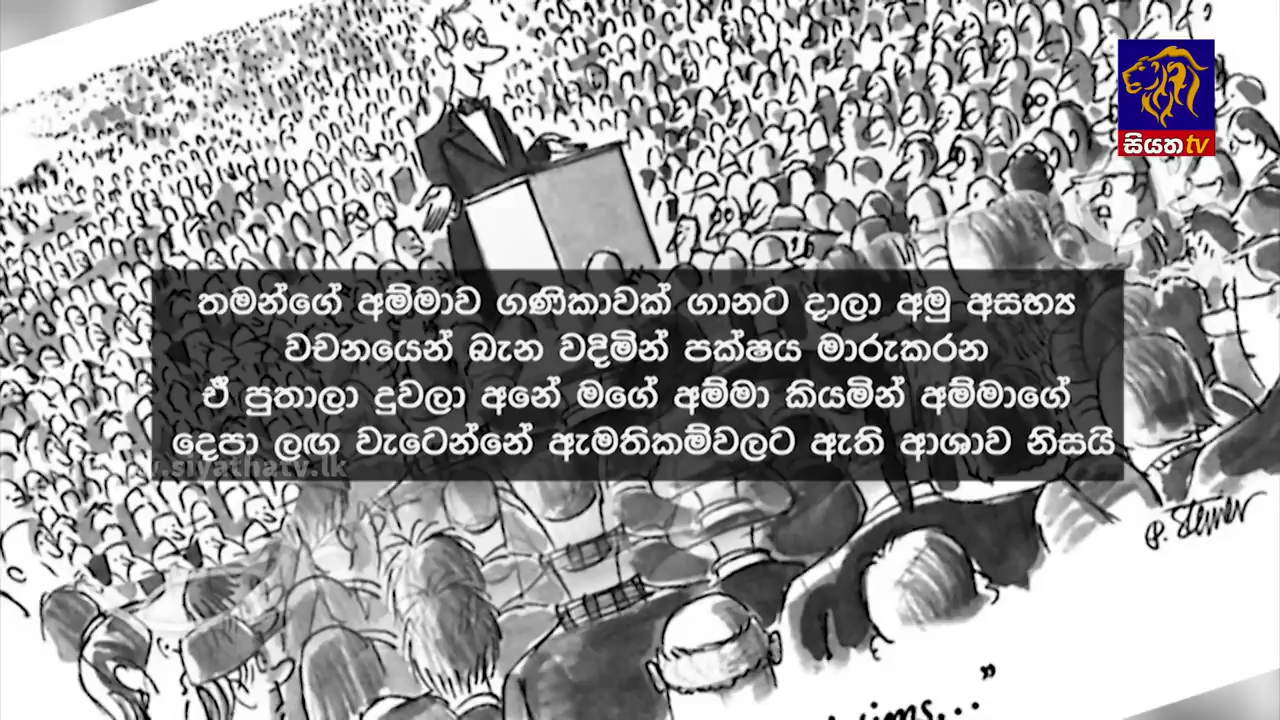 සියත tv
තමන්ගේ අම්මාව ගණිකාවක් ගානට දාලා අමු අසභ්‍ය
වචනයෙන් බැන වදිමින් පක්ෂය මාරුකරන
ඒ පුතාලා දුවලා අනේ මගේ අම්මා කියමින් අම්මාගේ
දෙපා ලඟ වැටෙන්නේ ඇමතිකම්වලට ඇති ආශාව නිසයි
www.siyathatv.lk
P. Steiner